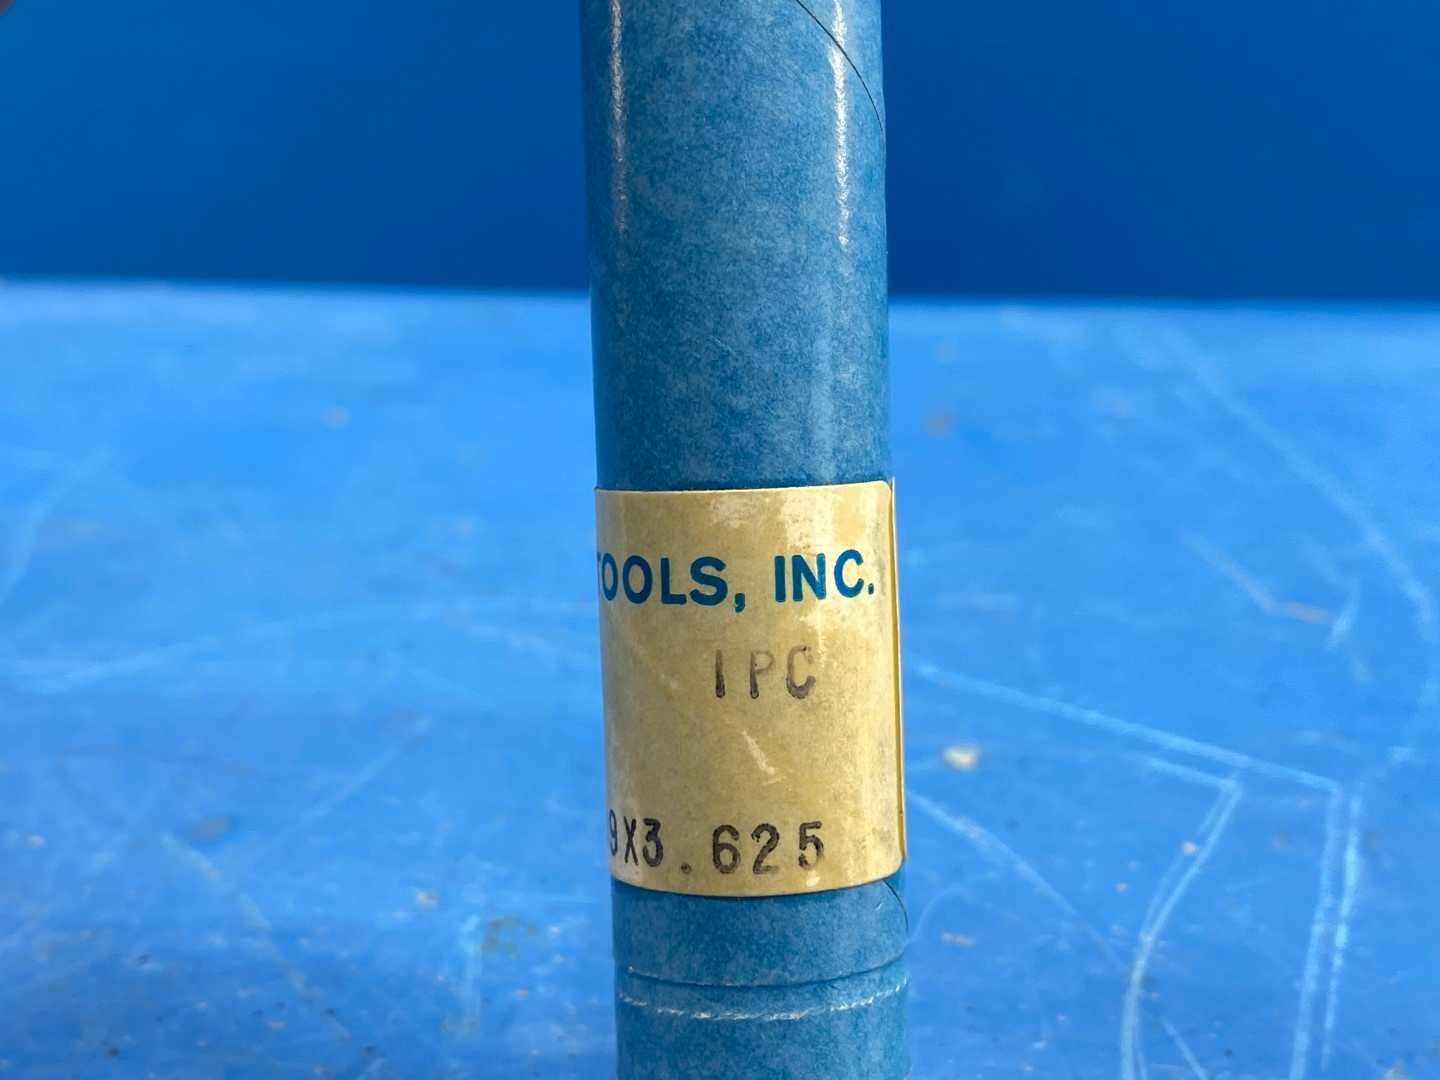 TOOLS, INC.
1PC
9X3.625